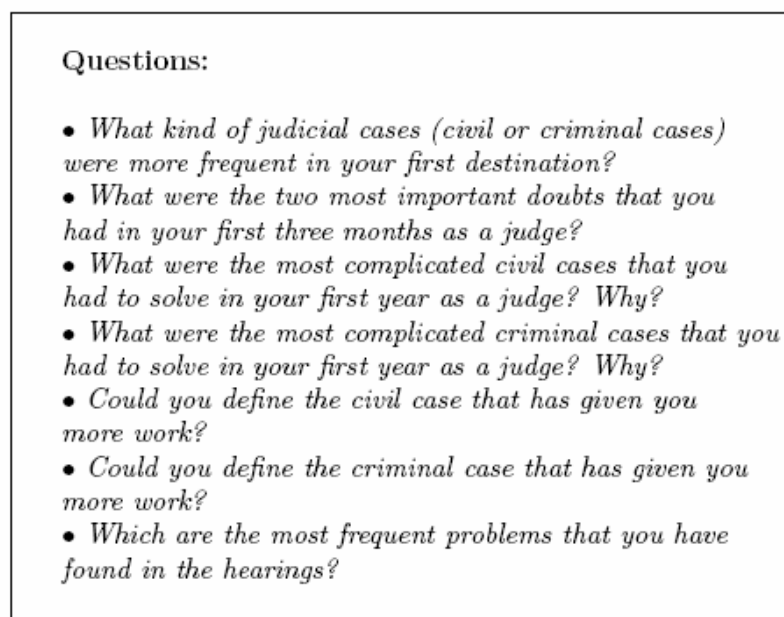 Questions:
• What kind of judicial cases (civil or criminal cases)
were more frequent in your first destination?
• What were the two most important doubts that you
had in your first three months as a judge?
• What were the most complicated civil cases that you
had to solve in your first year as a judge? Why?
• What were the most complicated criminal cases that you
had to solve in your first year as a judge? Why?
• Could you define the civil case that has given you
more work?
• Could you define the criminal case that has given you
more work?
• Which are the most frequent problems that you have
found in the hearings?